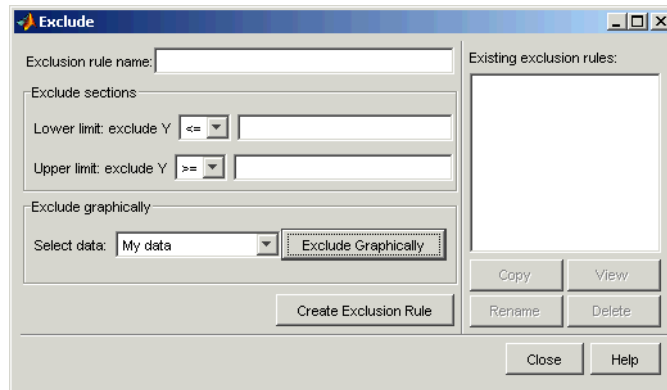 Exclude
Exclusion rule name:
Exclude sections
Lower limit: exclude Y <=
Upper limit: exclude Y >=
Exclude graphically
Select data: My data Exclude Graphically
Create Exclusion Rule
Existing exclusion rules:
Copy View
Rename Delete
Close Help